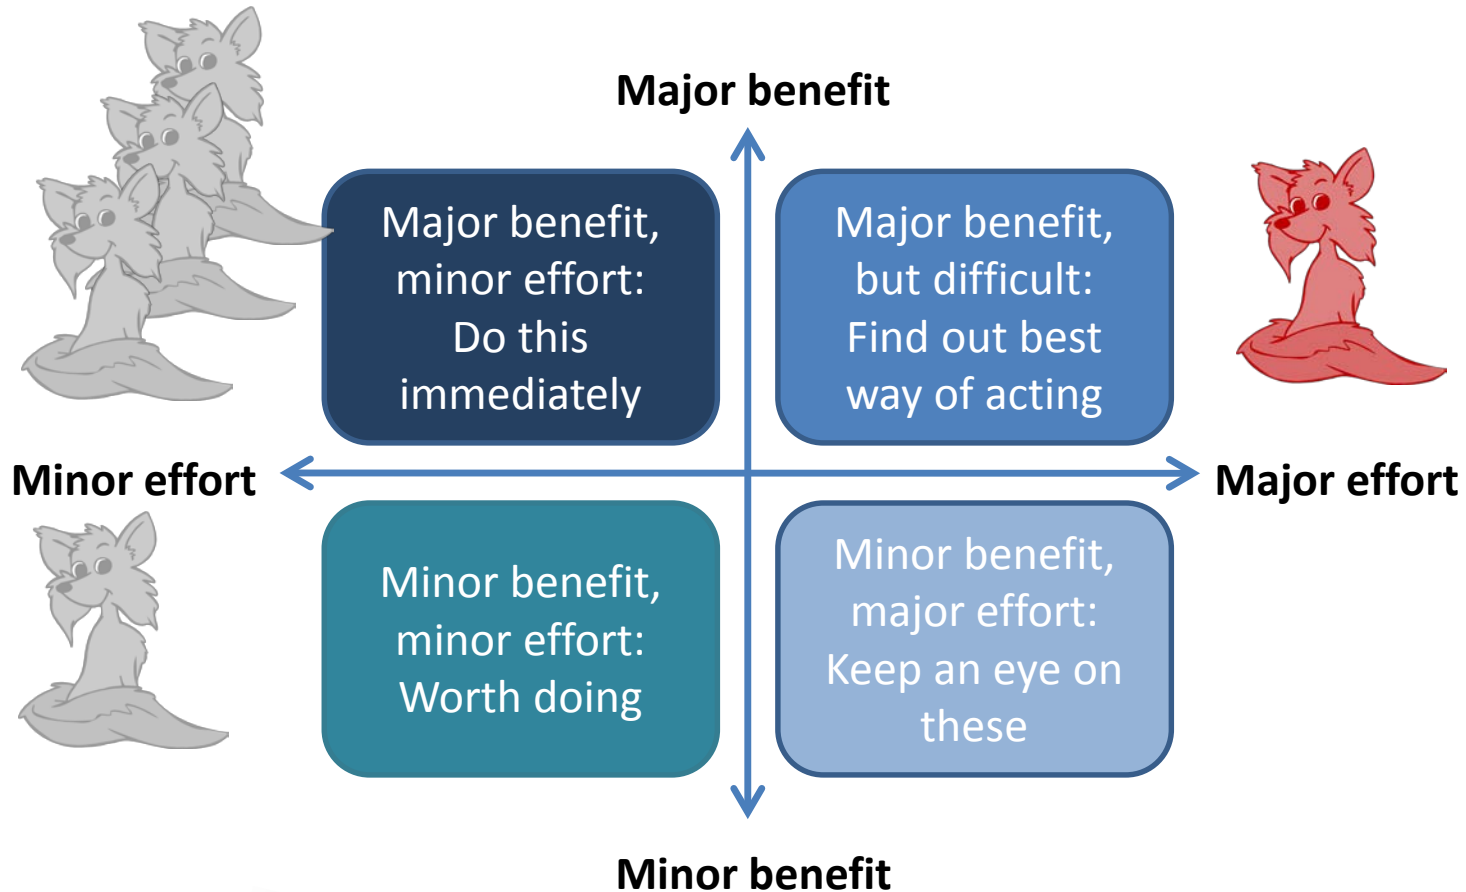 Major benefit
Major benefit,
minor effort:
Do this
immediately
Major benefit,
but difficult:
Find out best
way of acting
Minor effort
Major effort
Minor benefit,
minor effort:
Worth doing
Minor benefit,
major effort:
Keep an eye on
these
Minor benefit